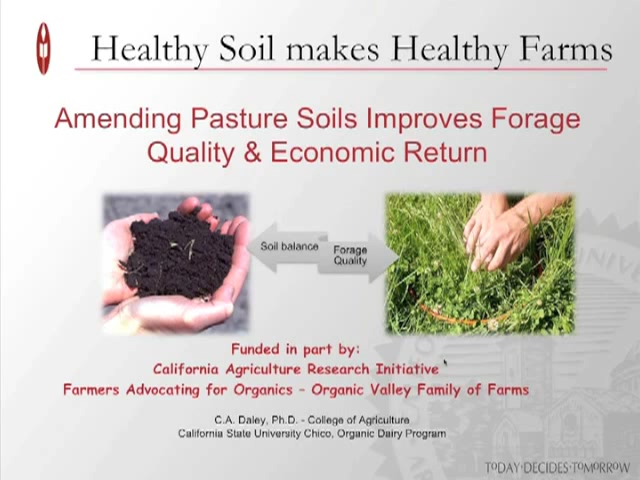 Healthy Soil makes Healthy Farms
Amending Pasture Soils Improves Forage
Quality & Economic Return
Soil balance
Forage
Quality
Funded in part by:
California Agriculture Research Initiative
Farmers Advocating for Organics - Organic Valley Family of Farms
C.A. Daley, Ph.D. - College of Agriculture
California State University Chico, Organic Dairy Program
TODAY·DECIDES·TOMORROW